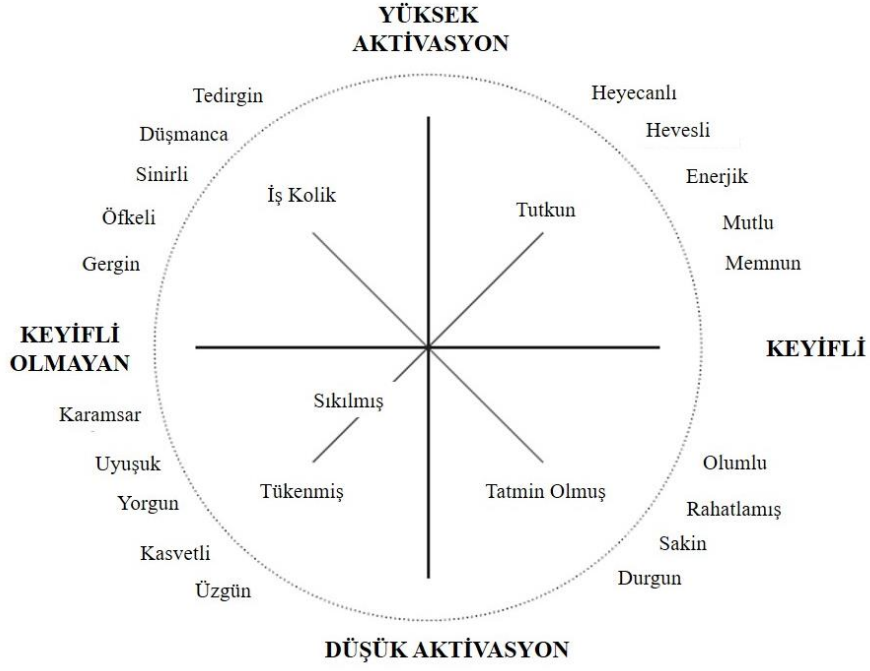 YÜKSEK
AKTİVASYON
Tedirgin
Heyecanlı
Düşmanca
Hevesli
Sinirli
Enerjik
İş Kolik
Tutkun
Öfkeli
Mutlu
Gergin
Memnun
KEYİFLİ
OLMAYAN
KEYİFLİ
Sıkılmış
Karamsar
Uyuşuk
Olumlu
Tükenmiş
Tatmin Olmuş
Yorgun
Rahatlamış
Kasvetli
Sakin
Üzgün
Durgun
DÜŞÜK AKTİVASYON